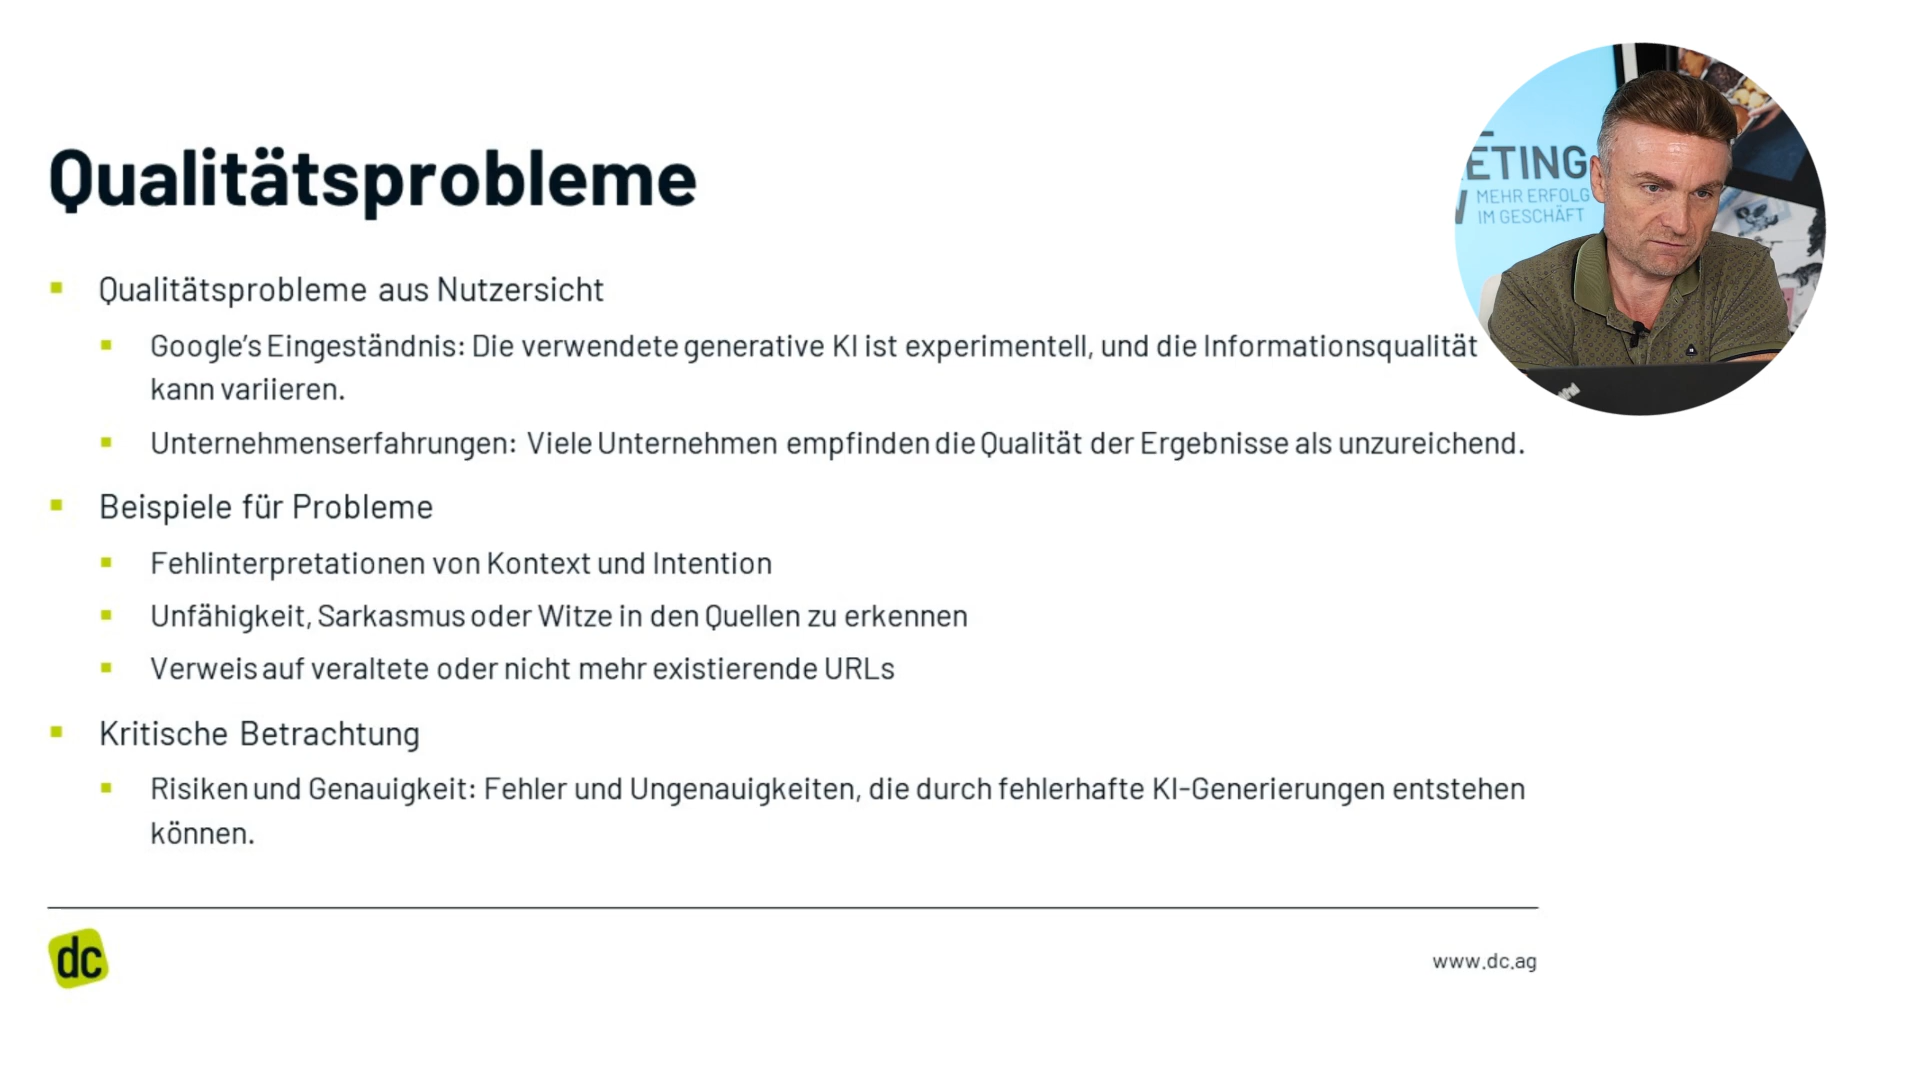 Qualitätsprobleme
Qualitätsprobleme aus Nutzersicht
Google's Eingeständnis: Die verwendete generative KI ist experimentell, und die Informationsqualität
kann variieren.
Unternehmenserfahrungen: Viele Unternehmen empfinden die Qualität der Ergebnisse als unzureichend.
Beispiele für Probleme
Fehlinterpretationen von Kontext und Intention
Unfähigkeit, Sarkasmus oder Witze in den Quellen zu erkennen
Verweis auf veraltete oder nicht mehr existierende URLs
Kritische Betrachtung
Risiken und Genauigkeit: Fehler und Ungenauigkeiten, die durch fehlerhafte KI-Generierungen entstehen
können.
dc
www.dc.ag
ETING
MEHR ERFOLG
IM GESCHÄFT